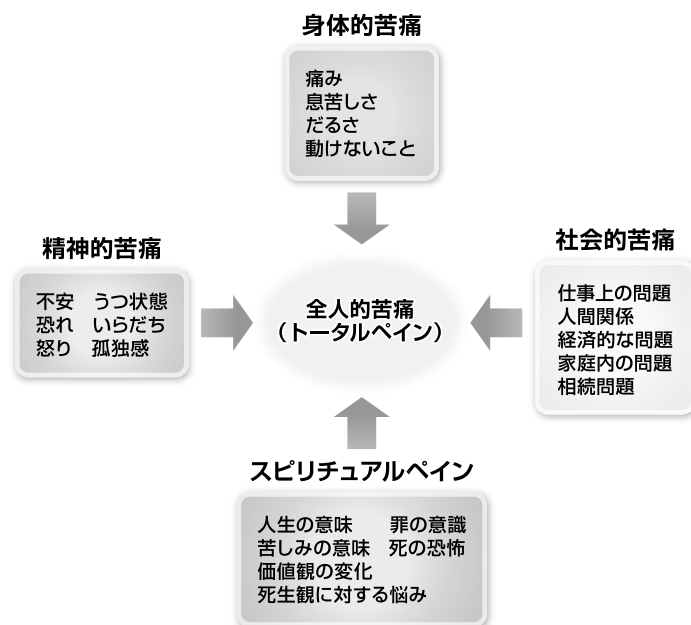 身体的苦痛
痛み
息苦しさ
だるさ
動けないこと
精神的苦痛
不安　うつ状態
恐れ　いらだち
怒り　孤独感
社会的苦痛
仕事上の問題
人間関係
経済的な問題
家庭内の問題
相続問題
全人的苦痛
（トータルペイン）
スピリチュアルペイン
人生の意味　罪の意識
苦しみの意味　死の恐怖
価値観の変化
死生観に対する悩み